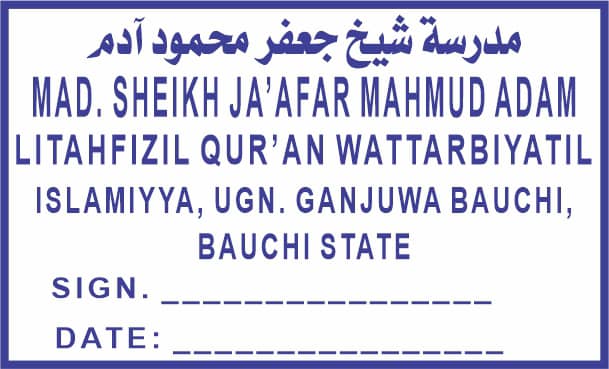 مدرسة شيخ جعفر محمود آدم
MAD. SHEIKH JA’AFAR MAHMUD ADAM
LITAHFIZIL QUR’AN WATTARBIYATIL
ISLAMIYYA, UGN. GANJUWA BAUCHI,
BAUCHI STATE
SIGN. ________________
DATE: ________________